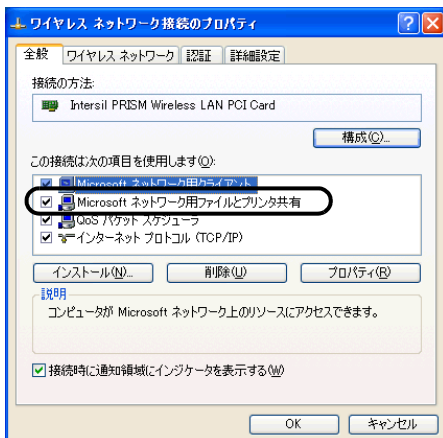 ワイヤレス ネットワーク接続のプロパティ
全般 ワイヤレス ネットワーク 認証 詳細設定
接続の方法:
Intersil PRISM Wireless LAN PCI Card
構成(C)...
この接続は次の項目を使用します(O):
Microsoft ネットワーク用クライアント
Microsoft ネットワーク用ファイルとプリンタ共有
QoS パケット スケジューラ
インターネット プロトコル (TCP/IP)
インストール(N)... 削除(U) プロパティ(R)
説明
コンピュータが Microsoft ネットワーク上のリソースにアクセスできます。
接続時に通知領域にインジケータを表示する(W)
OK キャンセル